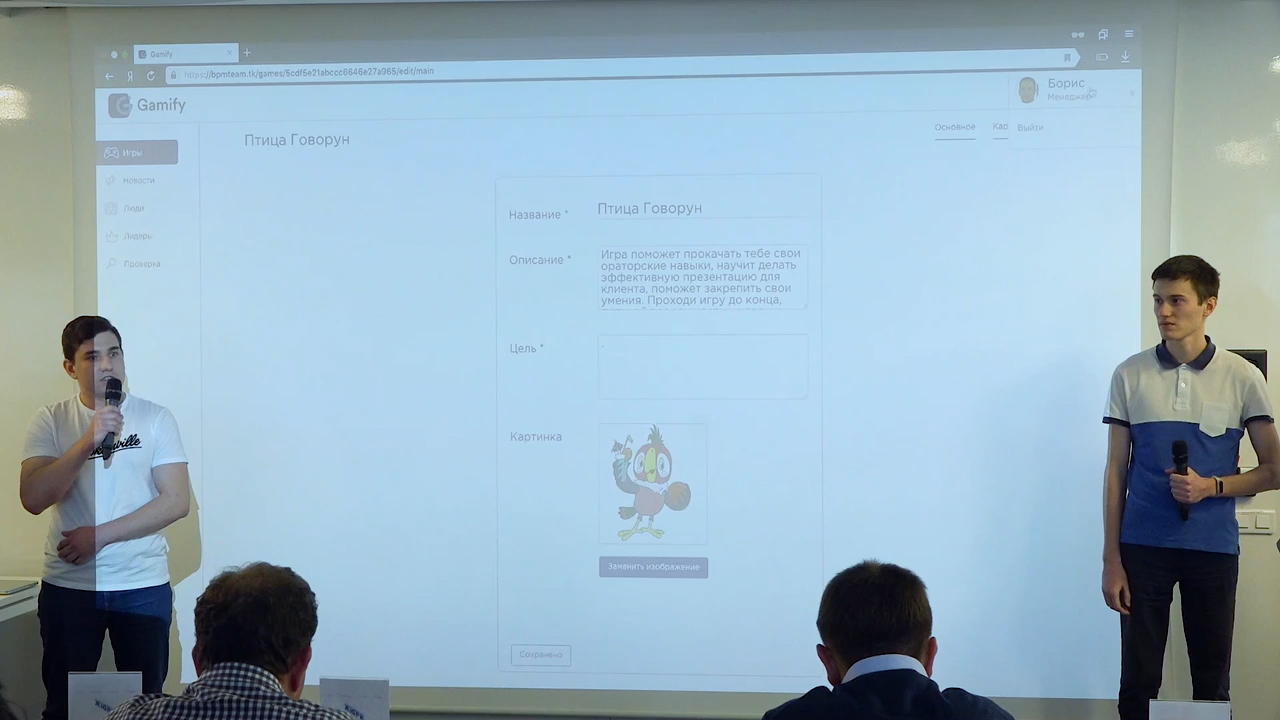 Gamify
https://bpmteam.tk/games/5cdf5e21abccc6646e27a965/edit/main
Gamify
Борис
Менеджер
Выйти
Птица Говорун
Основное
Кар
Игры
Новости
Люди
Лидеры
Проверка
Название *
Птица Говорун
Описание *
Игра поможет прокачать тебе свои
ораторские навыки, научит делать
эффективную презентацию для
клиента, поможет закрепить свои
умения. Проходи игру до конца,
Цель *
Картинка
Заменить изображение
Сохранено